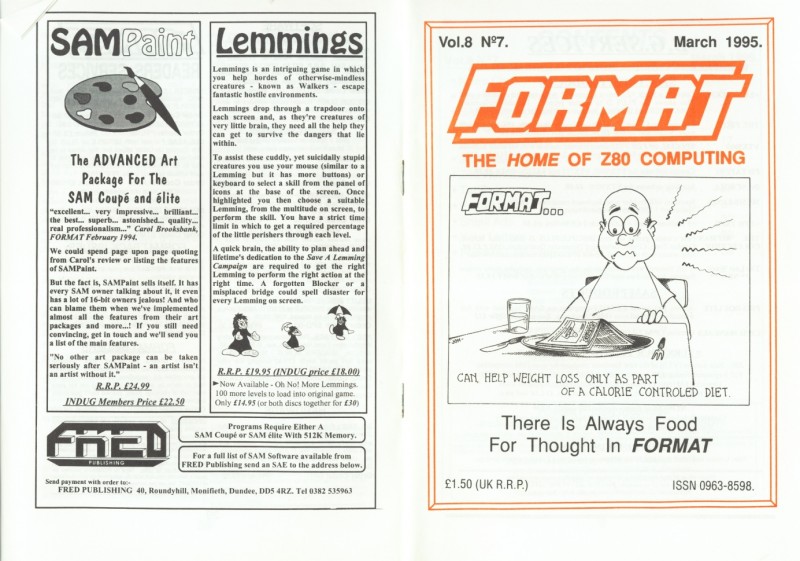 SAMPaint
The ADVANCED Art
Package For The
SAM Coupé and élite
"excellent... very impressive... brilliant...
the best... superb... astonished... quality...
real professionalism..." Carol Brooksbank,
FORMAT February 1994.
We could spend page upon page quoting
from Carol's review or listing the features
of SAMPaint.
But the fact is, SAMPaint sells itself. It has
every SAM owner talking about it, it even
has a lot of 16-bit owners jealous! And who
can blame them when we've implemented
almost all the features from their art
packages and more...! If you still need
convincing, get in touch and we'll send you
a list of the main features.
"No other art package can be taken
seriously after SAMPaint - an artist isn't
an artist without it."
R.R.P. £24.99
INDUG Members Price £22.50
Lemmings
Lemmings is an intriguing game in which
you help hordes of otherwise-mindless
creatures - known as Walkers - escape
fantastic hostile environments.
Lemmings drop through a trapdoor onto
each screen and, as they're creatures of
very little brain, they need all the help they
can get to survive the dangers that lie
within.
To assist these cuddly, yet suicidally stupid
creatures you use your mouse (similar to a
Lemming but it has more buttons) or
keyboard to select a skill from the panel of
icons at the base of the screen. Once
highlighted you then choose a suitable
Lemming, from the multitude on screen, to
perform the skill. You have a strict time
limit in which to get a required percentage
of the little perishers through each level.
A quick brain, the ability to plan ahead and
lifetime's dedication to the Save A Lemming
Campaign are required to get the right
Lemming to perform the right action at the
right time. A forgotten Blocker or a
misplaced bridge could spell disaster for
every Lemming on screen.
R.R.P. £19.95 (INDUG price £18.00)
►Now Available - Oh No! More Lemmings.
100 more levels to load into original game.
Only £14.95 (or both discs together for £30)
FRED
PUBLISHING
Programs Require Either A
SAM Coupé or SAM élite With 512K Memory.
For a full list of SAM Software available from
FRED Publishing send an SAE to the address below.
Send payment with order to:-
FRED PUBLISHING 40, Roundyhill, Monifieth, Dundee, DD5 4RZ. Tel 0382 535963
Vol.8 Nº7. March 1995.
FORMAT
THE HOME OF Z80 COMPUTING
FORMAT...
CAN HELP WEIGHT LOSS ONLY AS PART
OF A CALORIE CONTROLED DIET.
There Is Always Food
For Thought In FORMAT
£1.50 (UK R.R.P.) ISSN 0963-8598.